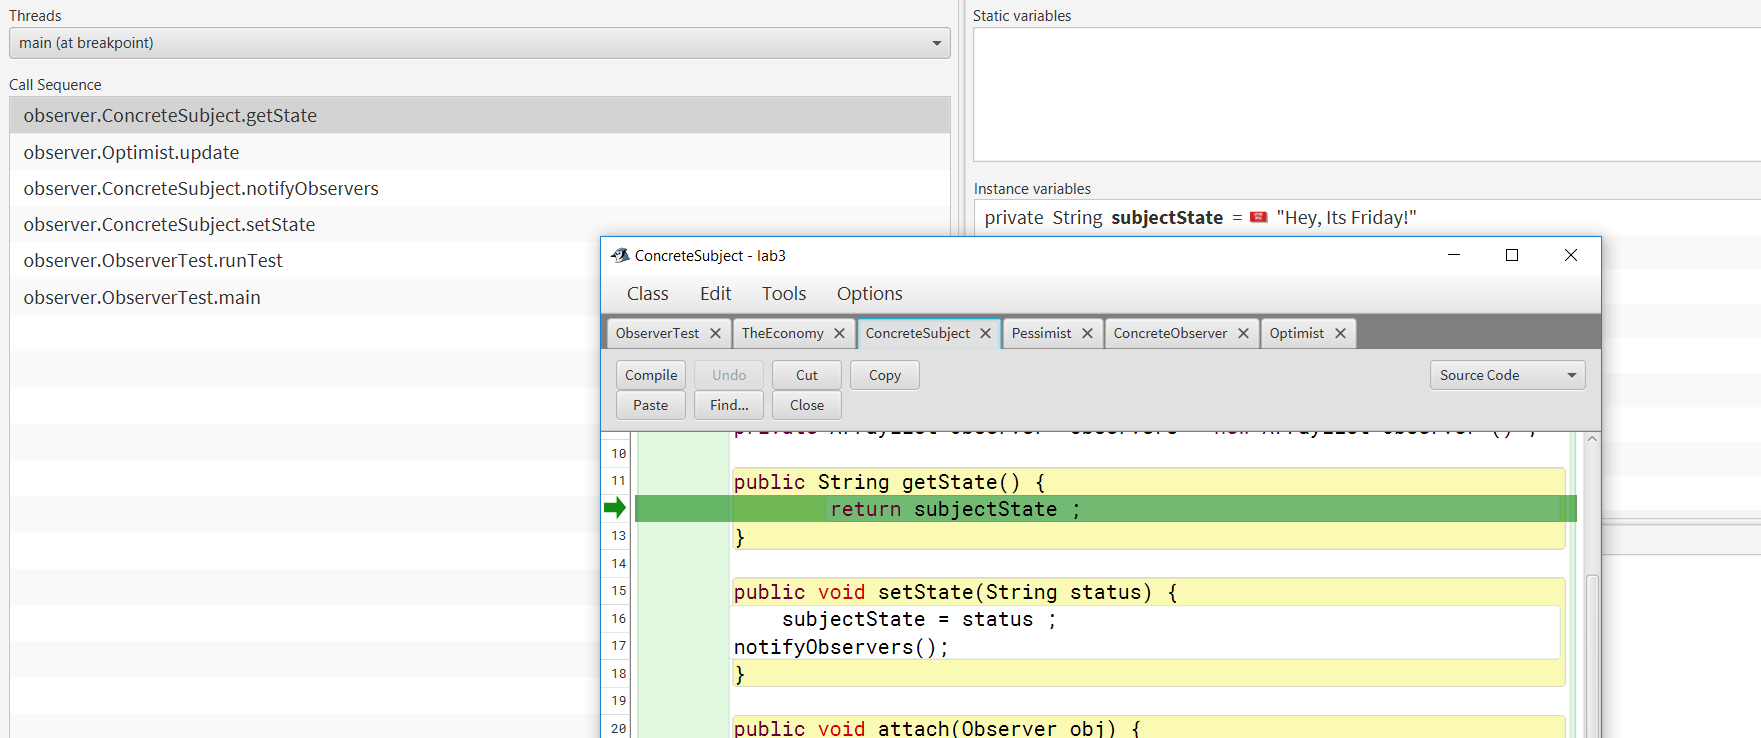 Threads
main (at breakpoint)
Call Sequence
observer.ConcreteSubject.getState
observer.Optimist.update
observer.ConcreteSubject.notifyObservers
observer.ConcreteSubject.setState
observer.ObserverTest.runTest
observer.ObserverTest.main
Static variables
Instance variables
private String subjectState = "Hey, Its Friday!"
ConcreteSubject - lab3
Class Edit Tools Options
ObserverTest TheEconomy ConcreteSubject Pessimist ConcreteObserver Optimist
Compile Undo Cut Copy Source Code
Paste Find... Close
10
11 public String getState() {
return subjectState ;
13 }
14
15 public void setState(String status) {
16 subjectState = status ;
17 notifyObservers();
18 }
19
20 public void attach(Observer obj) {